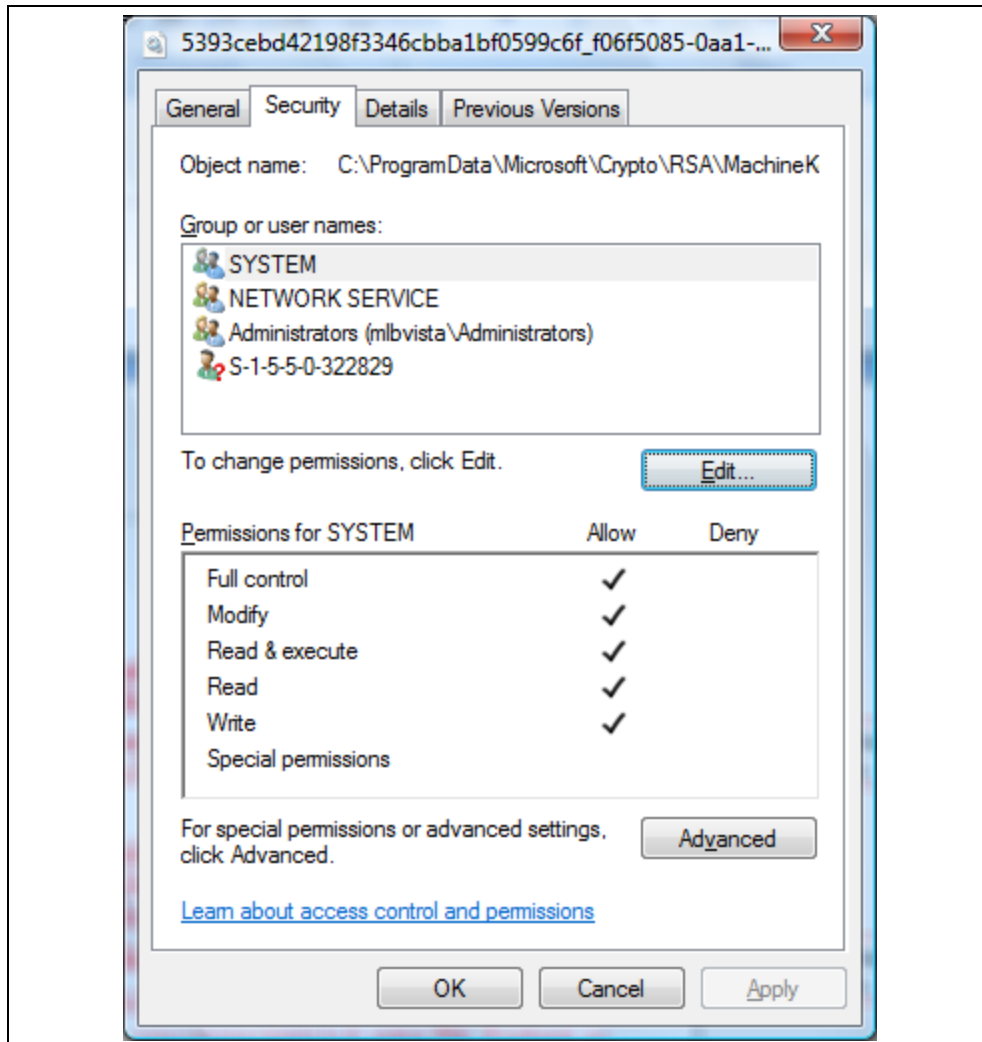 5393cebd42198f3346cbba1bf0599c6f_f06f5085-0aa1-...
General Security Details Previous Versions
Object name: C:\ProgramData\Microsoft\Crypto\RSA\MachineK
Group or user names:
SYSTEM
NETWORK SERVICE
Administrators (mlbvista\Administrators)
S-1-5-5-0-322829
To change permissions, click Edit.
Edit...
Permissions for SYSTEM Allow Deny
Full control
Modify
Read & execute
Read
Write
Special permissions
For special permissions or advanced settings,
click Advanced.
Advanced
Learn about access control and permissions
OK Cancel Apply